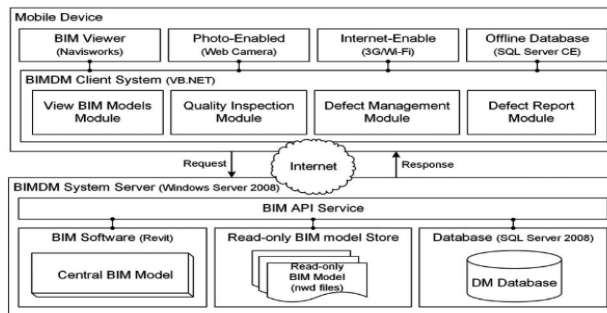 Mobile Device
BIM Viewer
(Navisworks)
Photo-Enabled
(Web Camera)
Internet-Enable
(3G/Wi-Fi)
Offline Database
(SQL Server CE)
BIMDM Client System (VB.NET)
View BIM Models
Module
Quality Inspection
Module
Defect Management
Module
Defect Report
Module
Request
Internet
Response
BIMDM System Server (Windows Server 2008)
BIM API Service
BIM Software (Revit)
Central BIM Model
Read-only BIM model Store
Read-only
BIM Model
(nwd files)
Database (SQL Server 2008)
DM Database